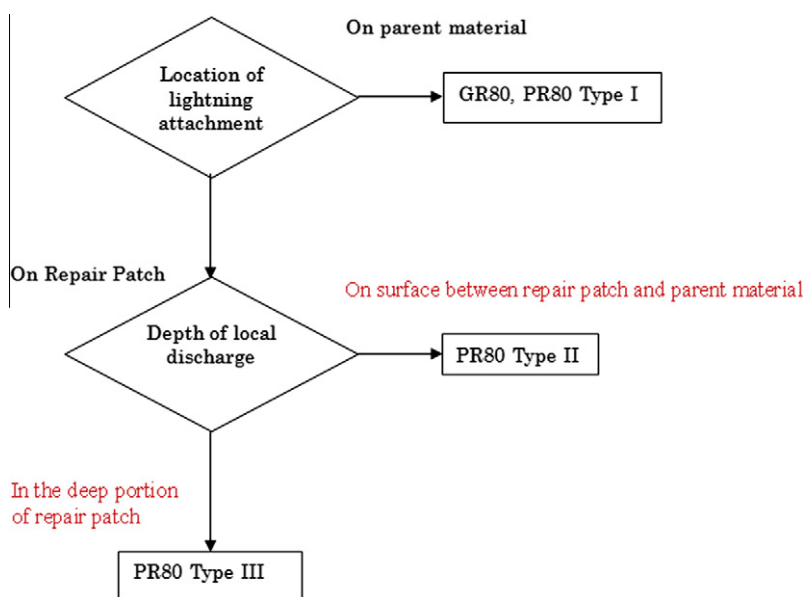 On parent material
Location of
lightning
attachment
GR80, PR80 Type I
On Repair Patch
On surface between repair patch and parent material
Depth of local
discharge
PR80 Type II
In the deep portion
of repair patch
PR80 Type III